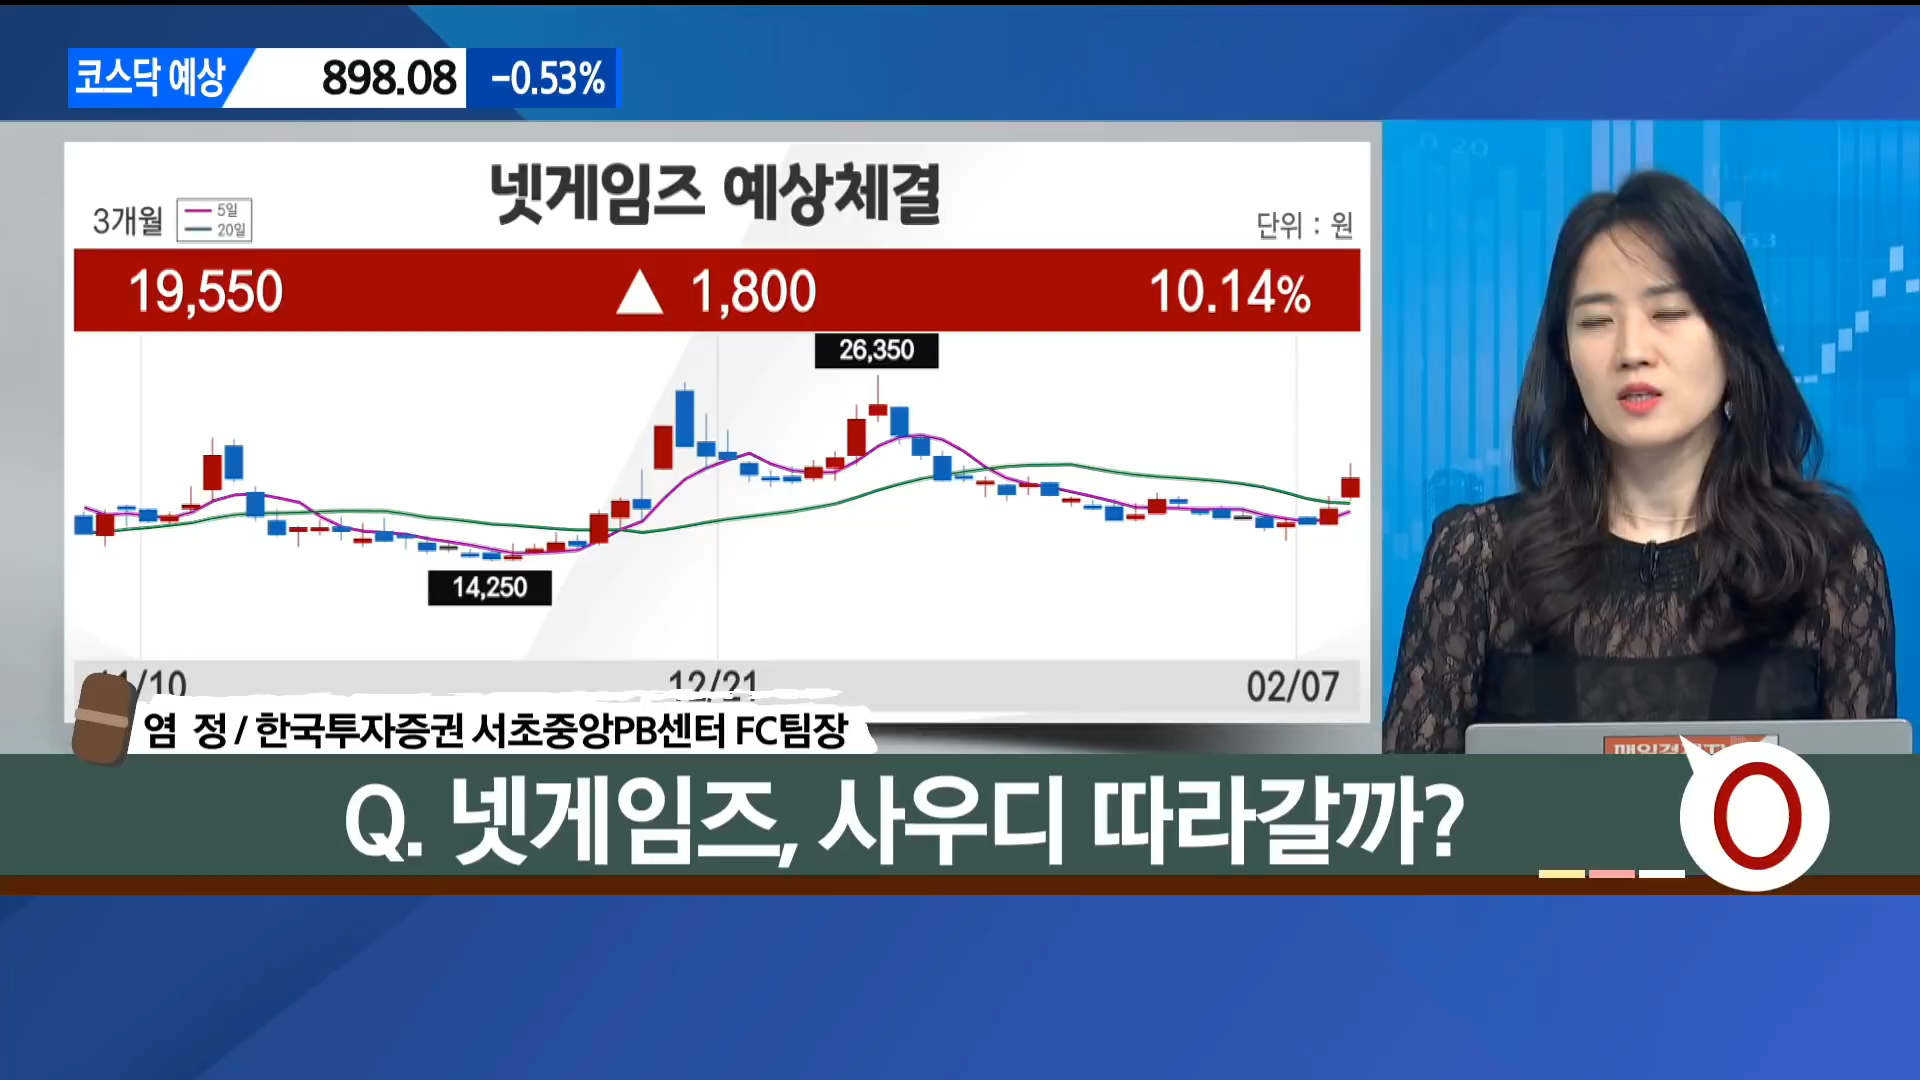 코스닥 예상 898.08 -0.53%
넷게임즈 예상체결
3개월
5일
20일
단위 : 원
19,550 ▲ 1,800 10.14%
26,350
14,250
12/21 02/07
염 정 / 한국투자증권 서초중앙PB센터 FC팀장
Q. 넷게임즈, 사우디 따라갈까?
O